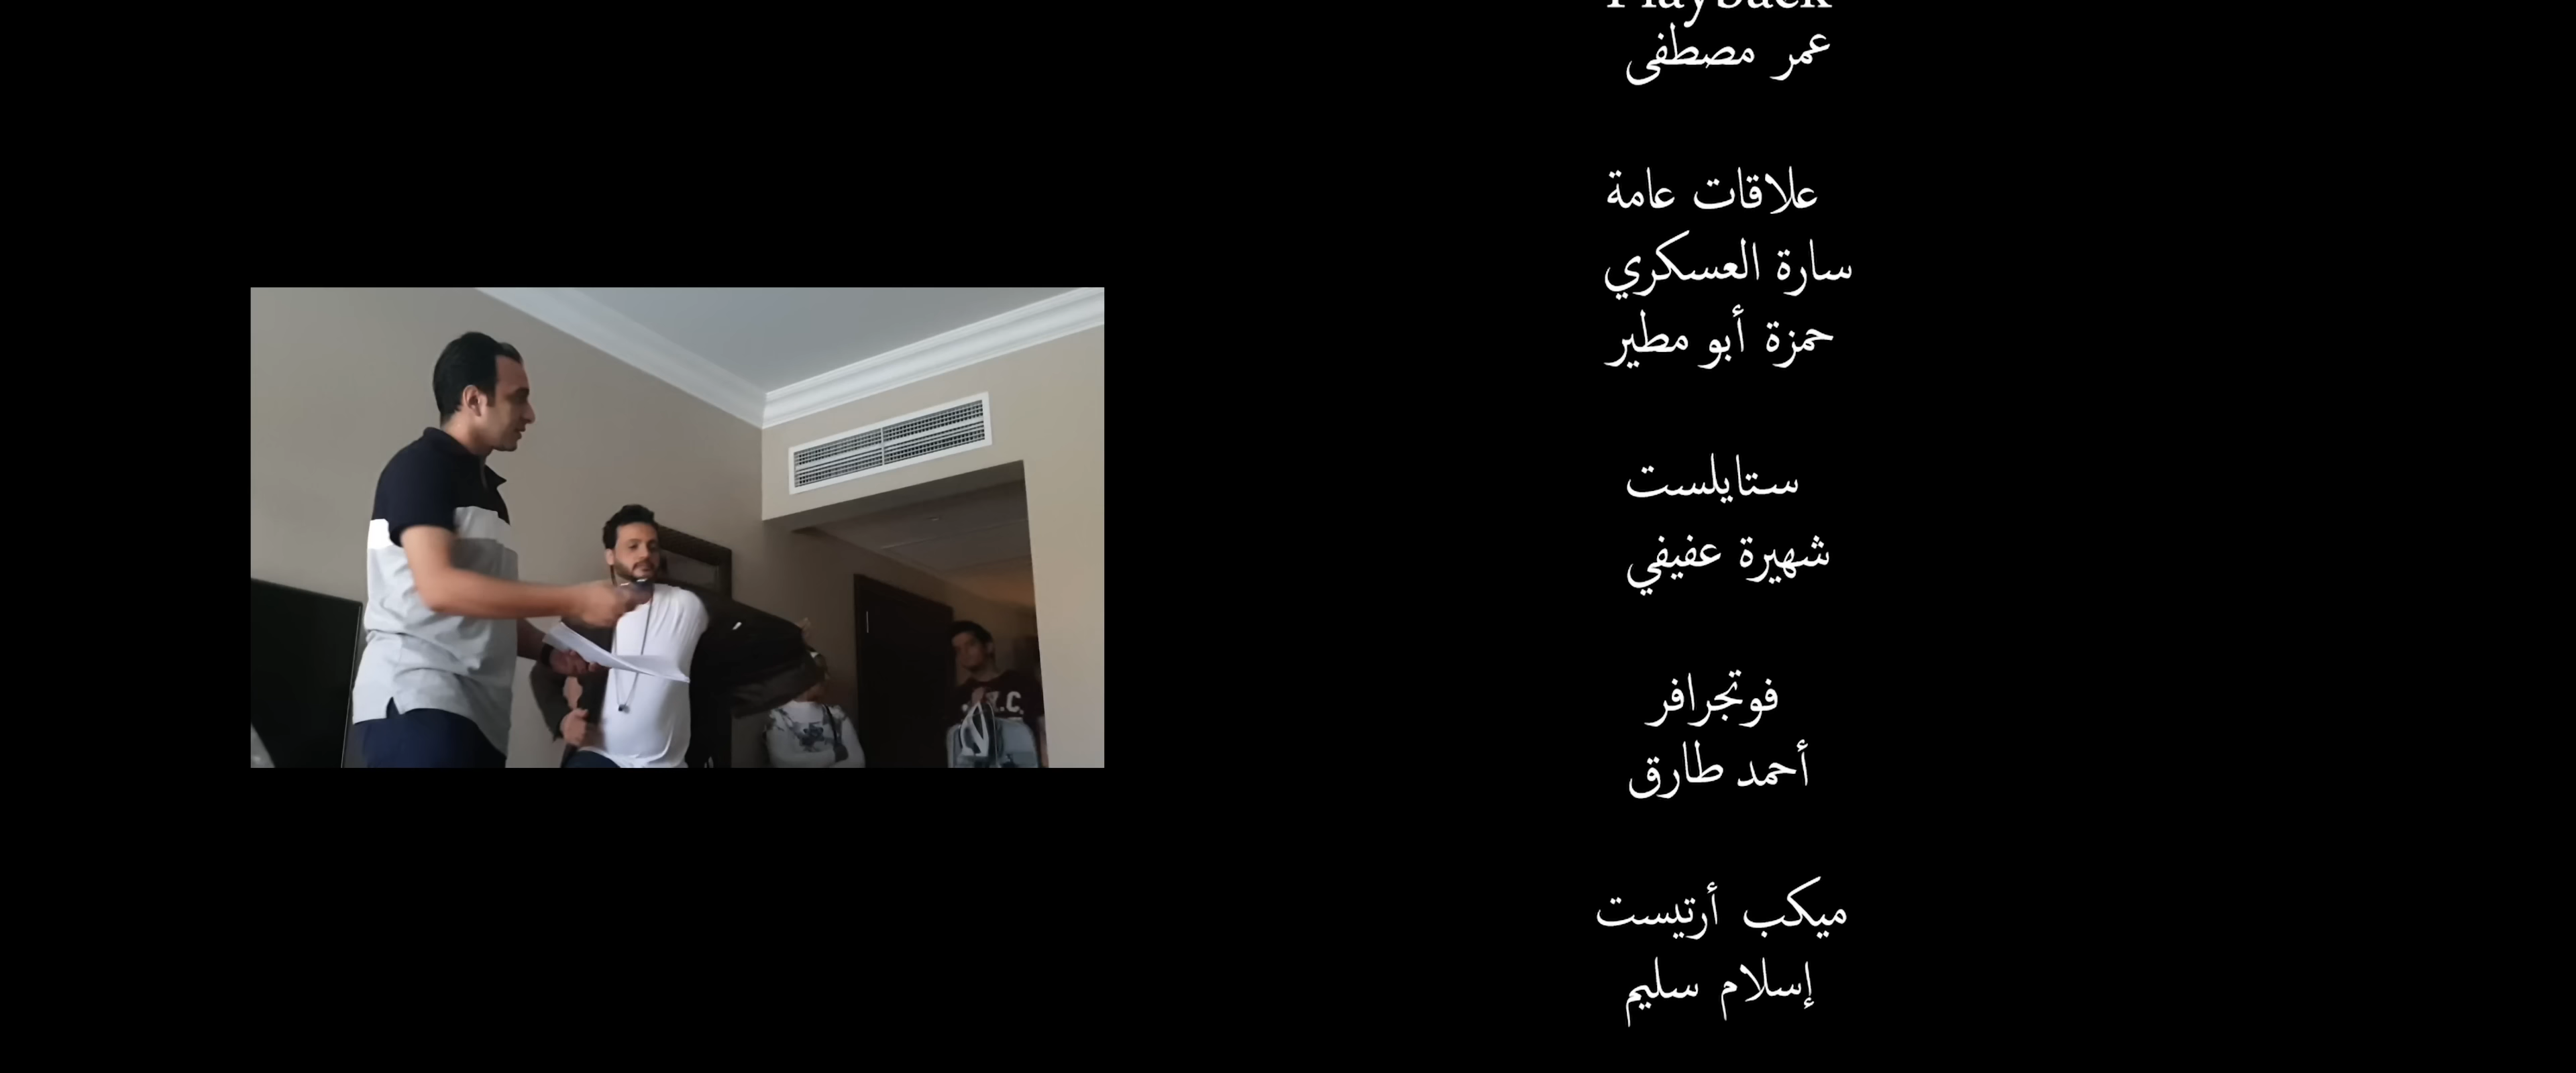 Playback
عمر مصطفى
علاقات عامة
سارة العسكري
حمزة أبو مطير
ستايلست
شهيرة عفيفي
فوتجرافر
أحمد طارق
ميكب أرتيست
إسلام سليم